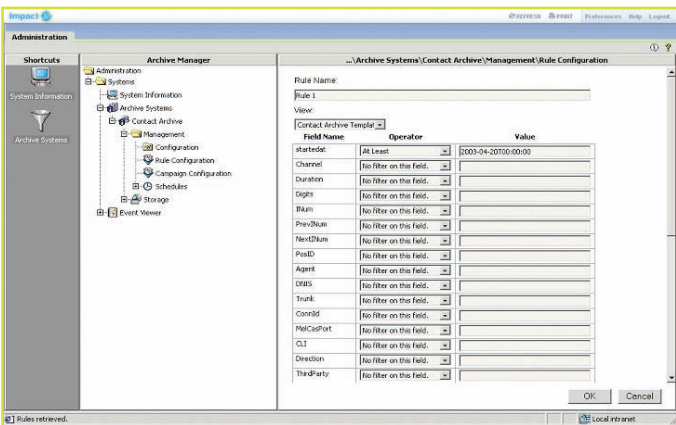 Impact
REFRESH PRINT Preferences Help Logout
Administration
Shortcuts
System Information
Archive Systems
Archive Manager
Administration
Systems
System Information
Archive Systems
Contact Archive
Management
Configuration
Rule Configuration
Campaign Configuration
Schedules
Storage
Event Viewer
...\Archive Systems\Contact Archive\Management\Rule Configuration
Rule Name:
Rule 1
View:
Contact Archive Templat
Field Name Operator Value
startedat At Least 2003-04-20T00:00:00
Channel No filter on this field.
Duration No filter on this field.
Digits No filter on this field.
INum No filter on this field.
PrevINum No filter on this field.
NextINum No filter on this field.
PosID No filter on this field.
Agent No filter on this field.
DNIS No filter on this field.
Trunk No filter on this field.
ConnId No filter on this field.
MelCasPort No filter on this field.
CLI No filter on this field.
Direction No filter on this field.
ThirdParty No filter on this field.
OK Cancel
Rules retrieved. Local intranet